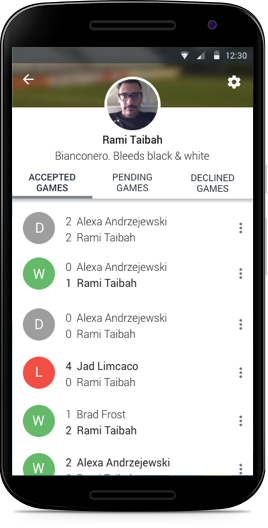 12:30
Rami Taibah
Bianconero. Bleeds black & white
ACCEPTED GAMES
PENDING GAMES
DECLINED GAMES
D
2 Alexa Andrzejewski
2 Rami Taibah
W
0 Alexa Andrzejewski
1 Rami Taibah
D
0 Alexa Andrzejewski
0 Rami Taibah
L
4 Jad Limcaco
0 Rami Taibah
W
1 Brad Frost
2 Rami Taibah
W
2 Alexa Andrzejewski